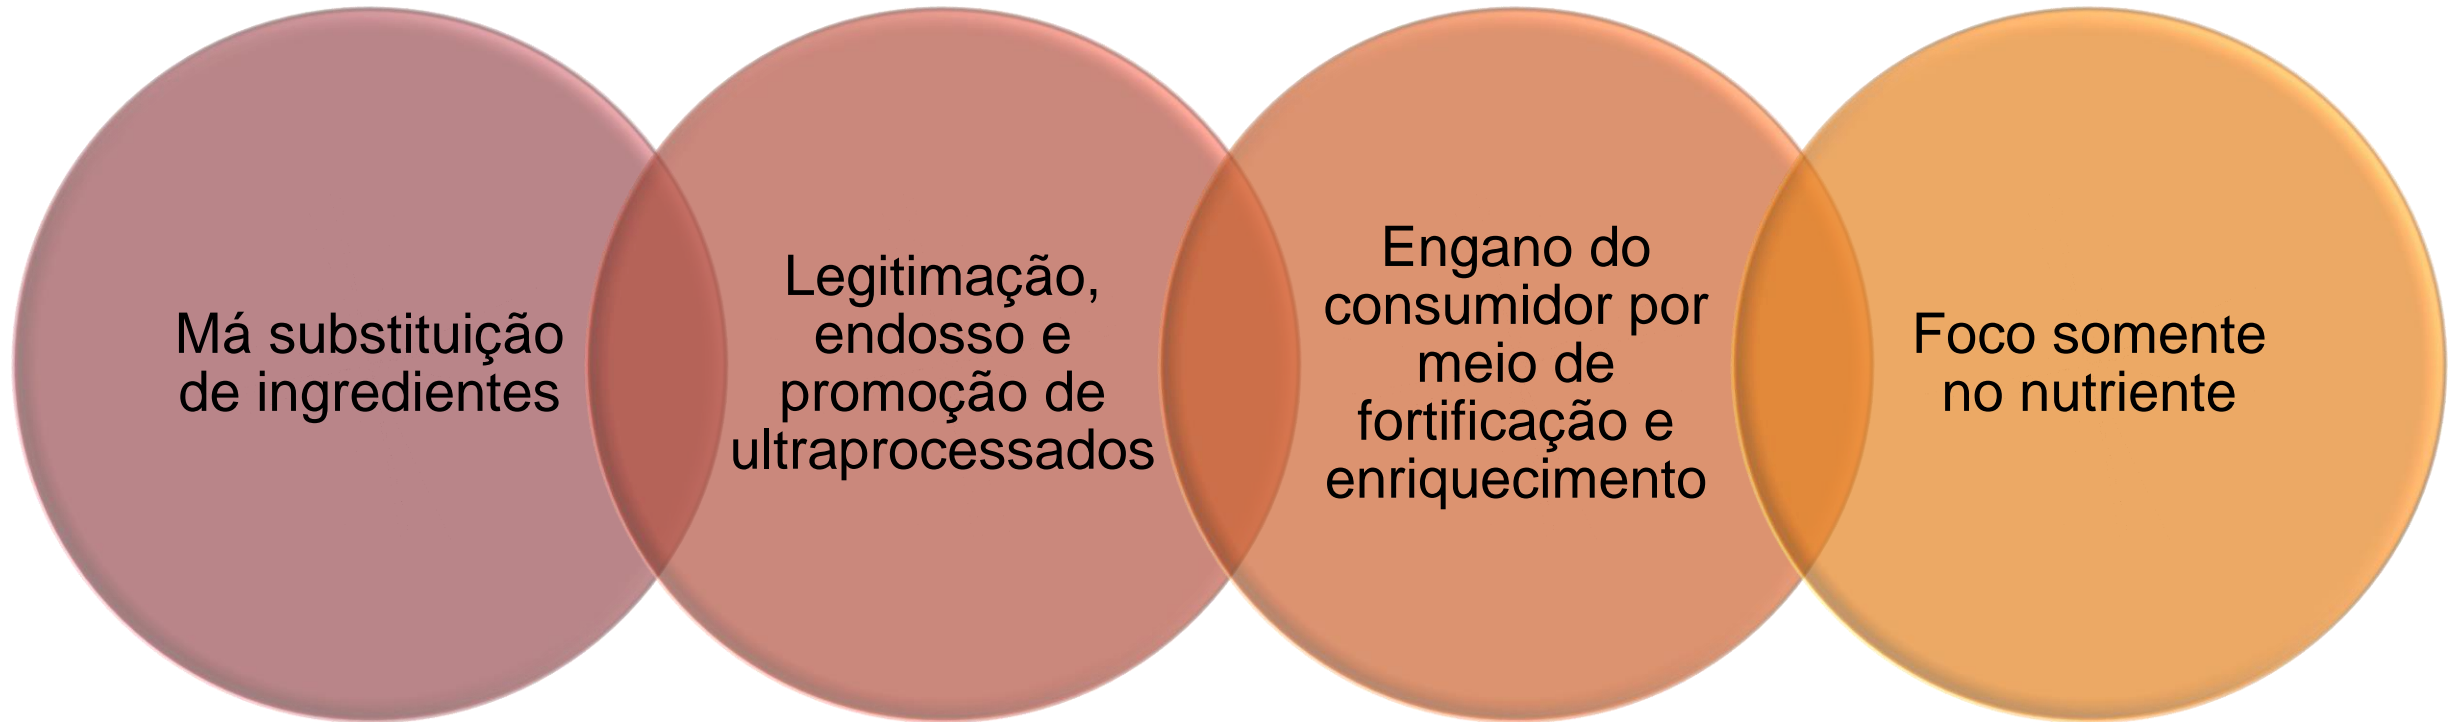 Má substituição
de ingredientes
Legitimação,
endosso e
promoção de
ultraprocessados
Engano do
consumidor por
meio de
fortificação e
enriquecimento
Foco somente
no nutriente